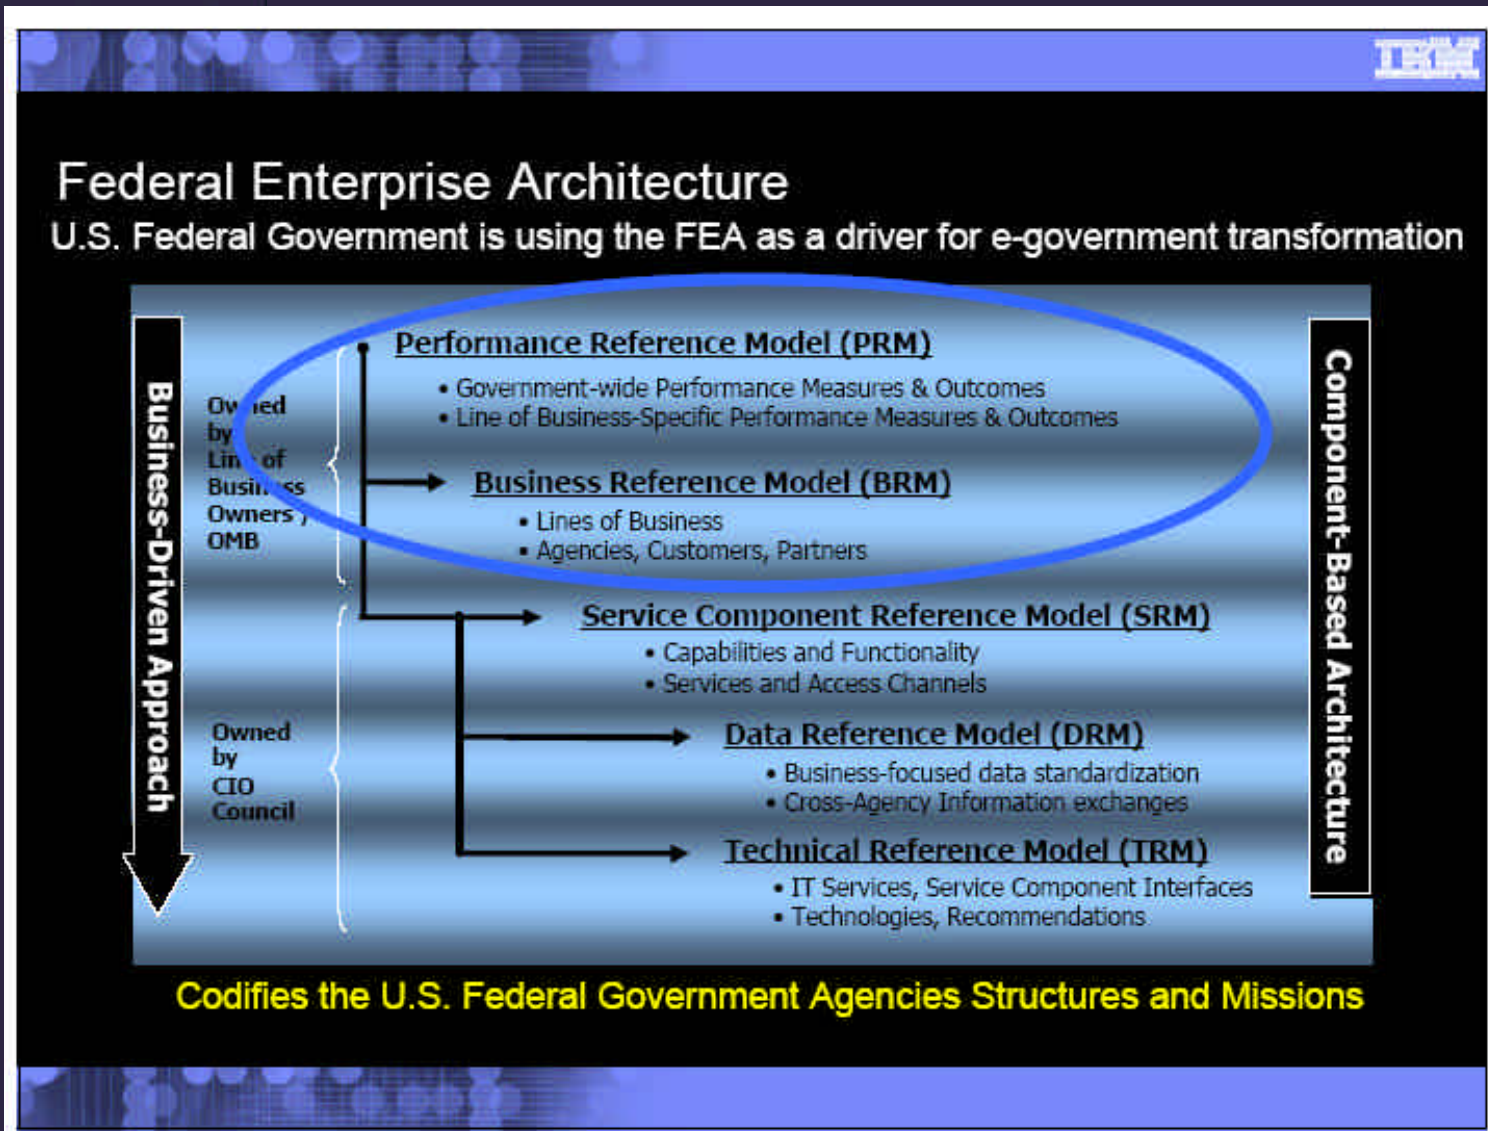 IBM
Federal Enterprise Architecture
U.S. Federal Government is using the FEA as a driver for e-government transformation
Business-Driven Approach
Owned
by
Line of
Business
Owners /
OMB
Performance Reference Model (PRM)
• Government-wide Performance Measures & Outcomes
• Line of Business-Specific Performance Measures & Outcomes
Business Reference Model (BRM)
• Lines of Business
• Agencies, Customers, Partners
Owned
by
CIO
Council
Service Component Reference Model (SRM)
• Capabilities and Functionality
• Services and Access Channels
Data Reference Model (DRM)
• Business-focused data standardization
• Cross-Agency Information exchanges
Technical Reference Model (TRM)
• IT Services, Service Component Interfaces
• Technologies, Recommendations
Component-Based Architecture
Codifies the U.S. Federal Government Agencies Structures and Missions